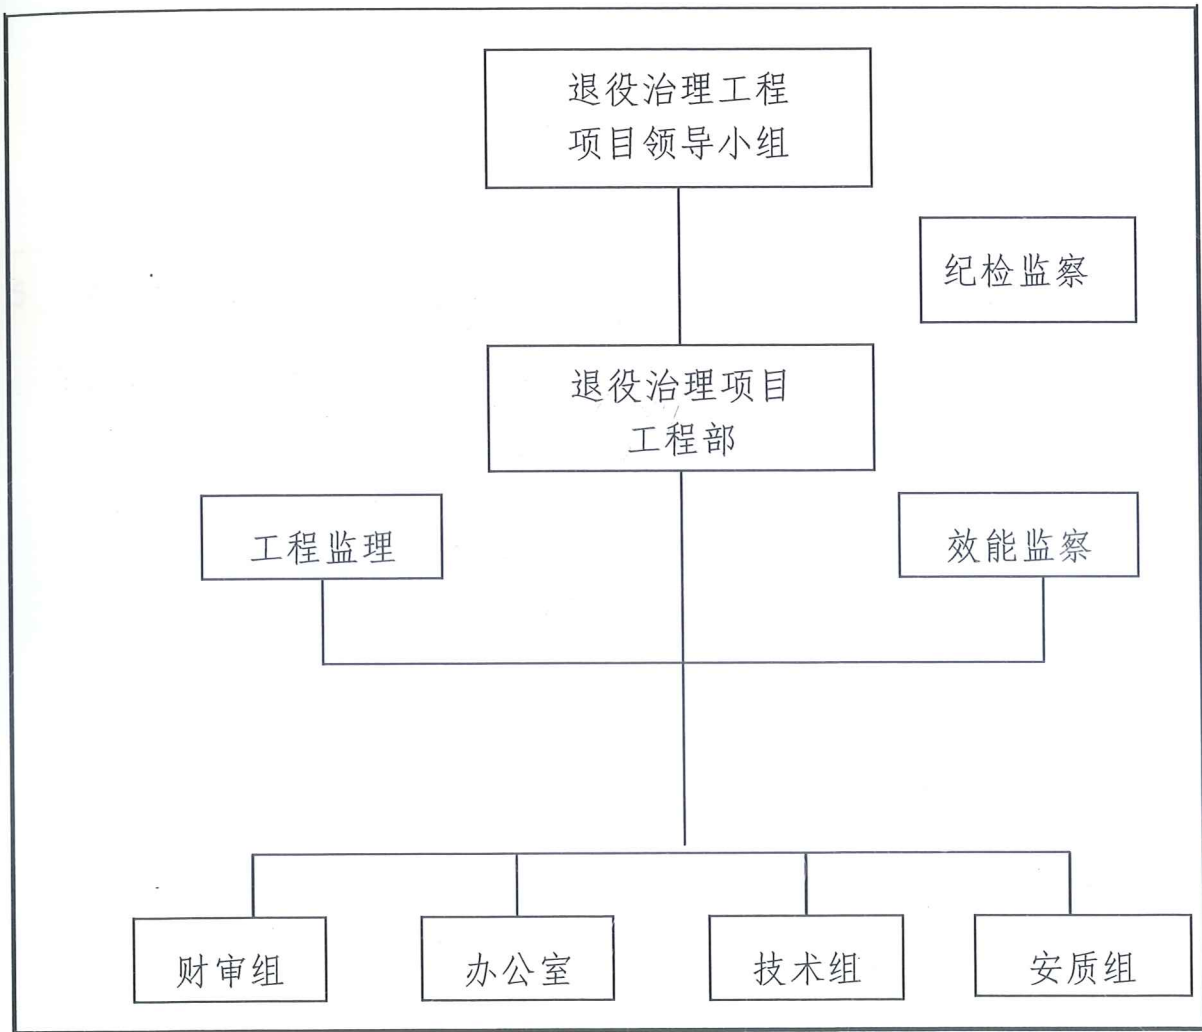 退役治理工程
项目领导小组
纪检监察
退役治理项目
工程部
工程监理
效能监察
财审组
办公室
技术组
安质组